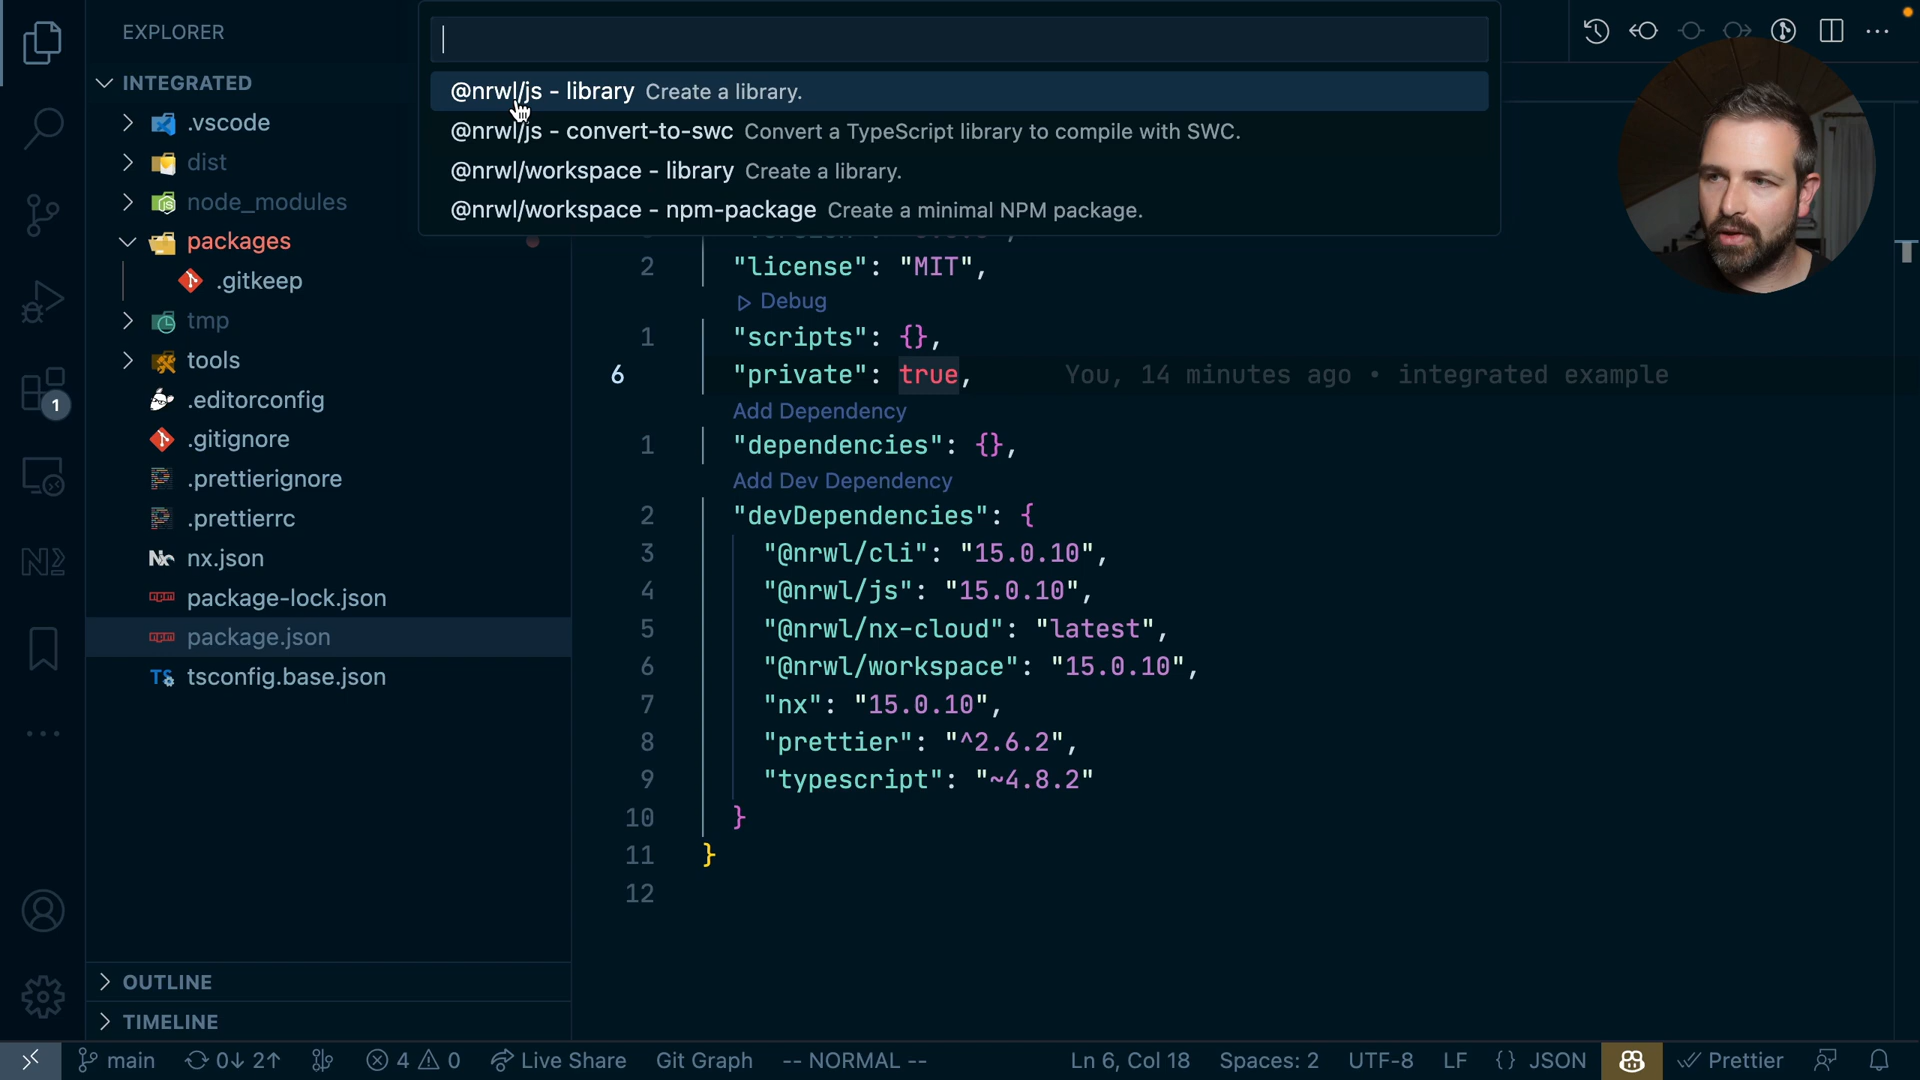 EXPLORER
INTEGRATED
.vscode
dist
node_modules
packages
.gitkeep
tmp
tools
.editorconfig
.gitignore
.prettierignore
.prettierrc
nx.json
package-lock.json
package.json
TS tsconfig.base.json
OUTLINE
TIMELINE
1
@nrwl/js - library Create a library.
@nrwl/js - convert-to-swc Convert a TypeScript library to compile with SWC.
@nrwl/workspace - library Create a library.
@nrwl/workspace - npm-package Create a minimal NPM package.
2 "license": "MIT",
Debug
1 "scripts": {},
6 "private": true, You, 14 minutes ago • integrated example
Add Dependency
1 "dependencies": {},
Add Dev Dependency
2 "devDependencies": {
3 "@nrwl/cli": "15.0.10",
4 "@nrwl/js": "15.0.10",
5 "@nrwl/nx-cloud": "latest",
6 "@nrwl/workspace": "15.0.10",
7 "nx": "15.0.10",
8 "prettier": "^2.6.2",
9 "typescript": "~4.8.2"
10 }
11 }
12
main 0↓ 2↑ 4 0 Live Share Git Graph -- NORMAL -- Ln 6, Col 18 Spaces: 2 UTF-8 LF {} JSON Prettier